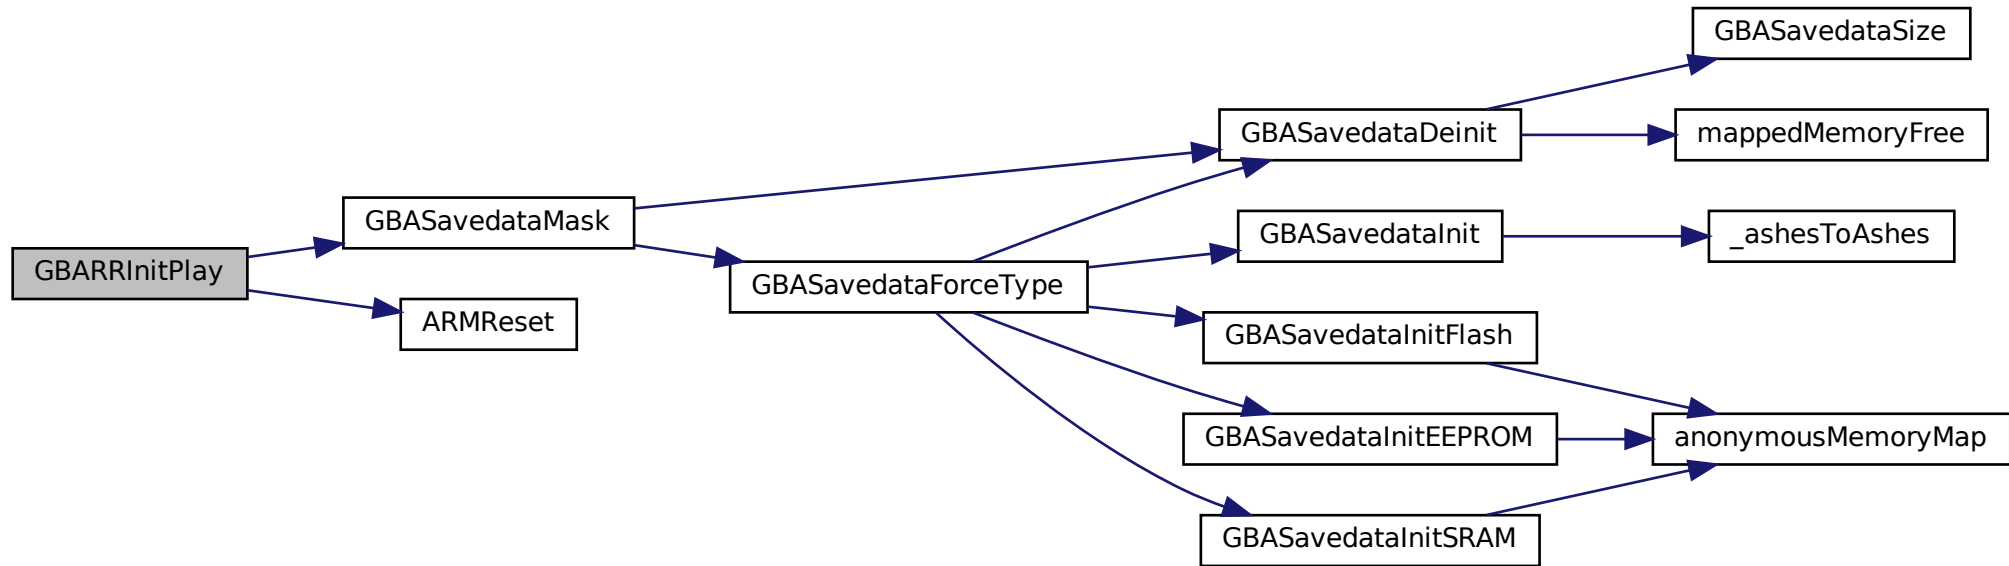 GBASavedataSize
GBASavedataDeinit
mappedMemoryFree
GBASavedataMask
GBASavedataInit
_ashesToAshes
GBARRInitPlay
GBASavedataForceType
ARMReset
GBASavedataInitFlash
GBASavedataInitEEPROM
anonymousMemoryMap
GBASavedataInitSRAM